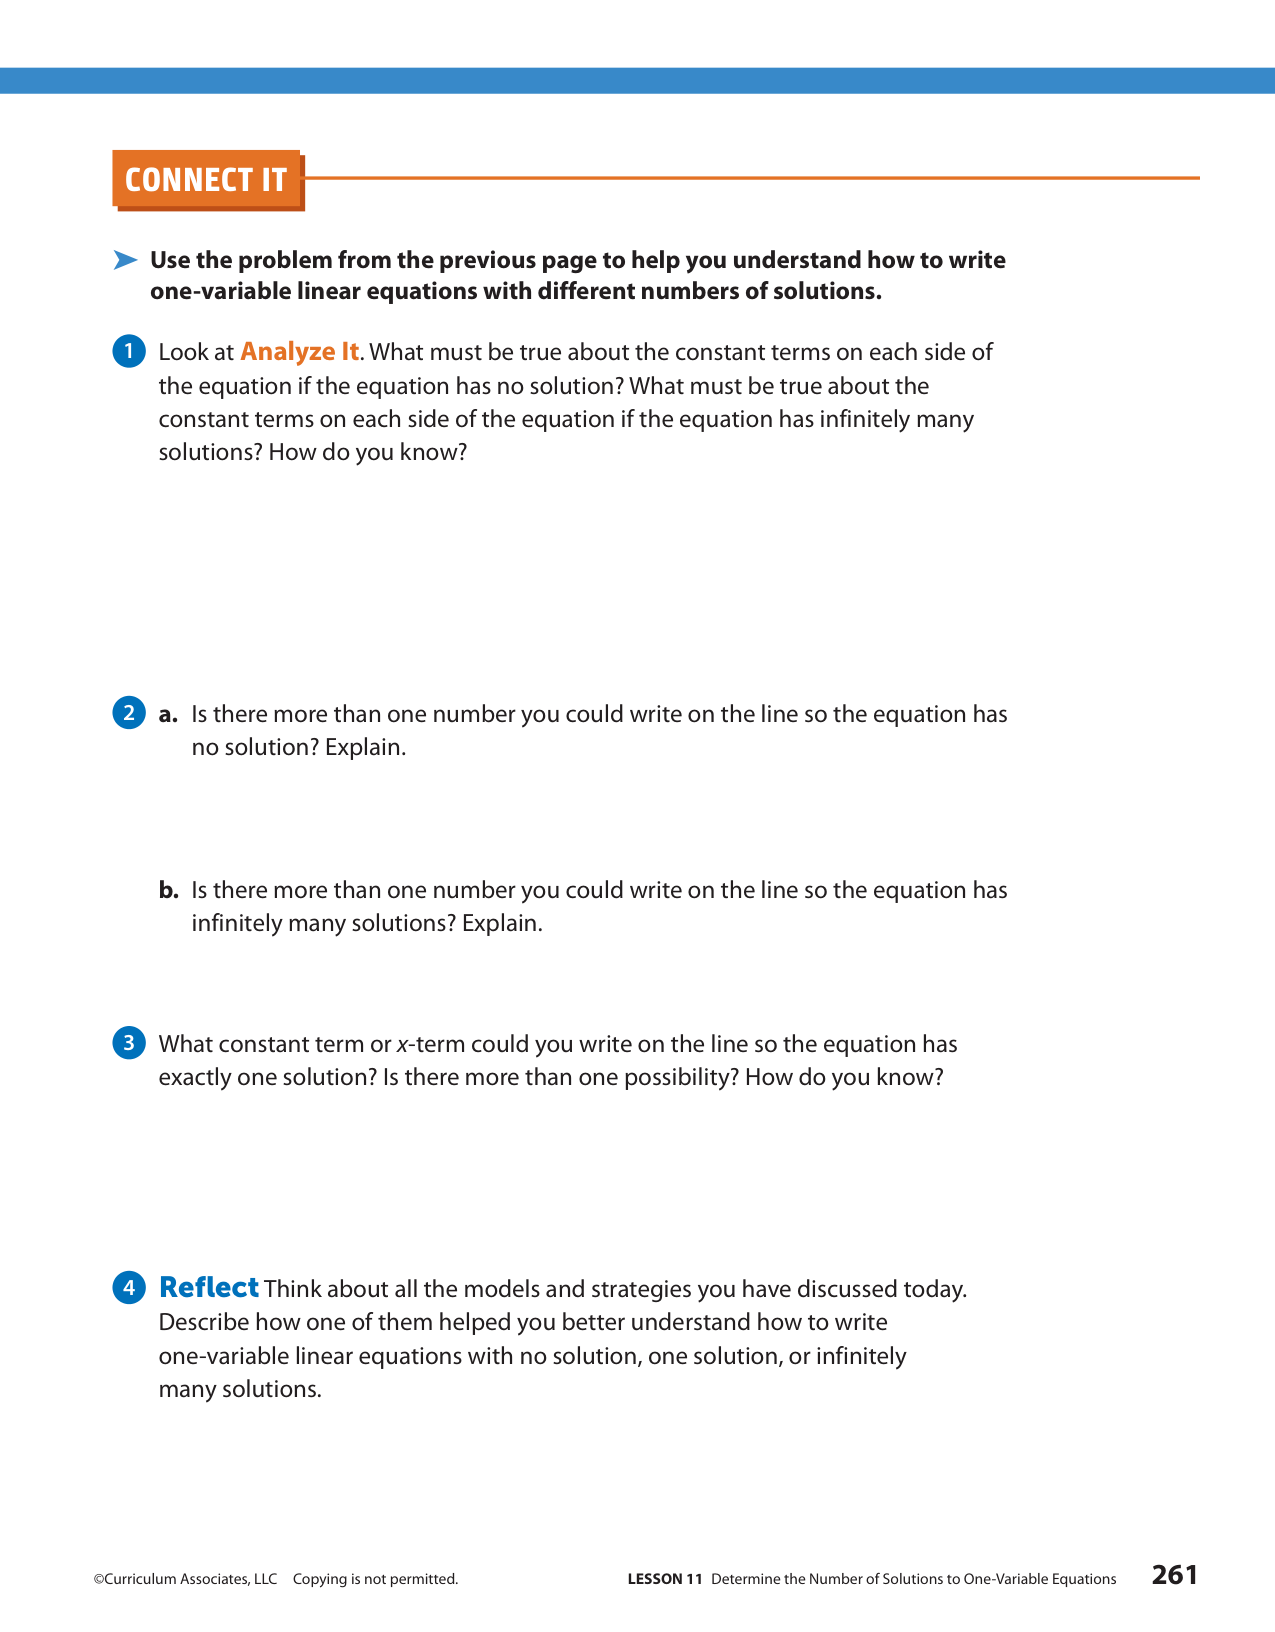 CONNECT IT
Use the problem from the previous page to help you understand how to write
one-variable linear equations with different numbers of solutions.
1 Look at Analyze It. What must be true about the constant terms on each side of
the equation if the equation has no solution? What must be true about the
constant terms on each side of the equation if the equation has infinitely many
solutions? How do you know?
2 a. Is there more than one number you could write on the line so the equation has
no solution? Explain.
b. Is there more than one number you could write on the line so the equation has
infinitely many solutions? Explain.
3 What constant term or x-term could you write on the line so the equation has
exactly one solution? Is there more than one possibility? How do you know?
4 Reflect Think about all the models and strategies you have discussed today.
Describe how one of them helped you better understand how to write
one-variable linear equations with no solution, one solution, or infinitely
many solutions.
©Curriculum Associates, LLC Copying is not permitted. LESSON 11 Determine the Number of Solutions to One-Variable Equations 261